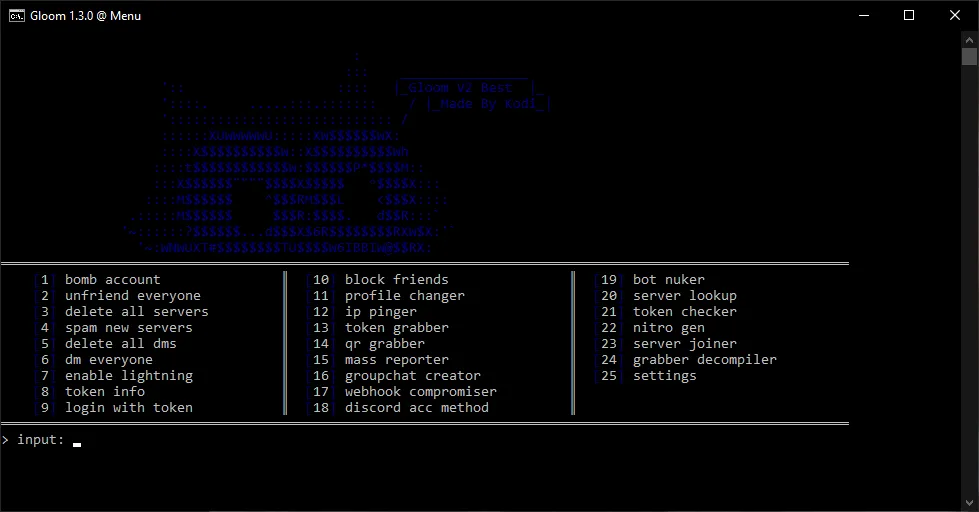 Gloom 1.3.0 @ Menu
|_Gloom V2 Best |_
/ |_Made By Kodi_|
|1| bomb account
|2| unfriend everyone
|3| delete all servers
|4| spam new servers
|5| delete all dms
|6| dm everyone
|7| enable lightning
|8| token info
|9| login with token
|10| block friends
|11| profile changer
|12| ip pinger
|13| token grabber
|14| qr grabber
|15| mass reporter
|16| groupchat creator
|17| webhook compromiser
|18| discord acc method
|19| bot nuker
|20| server lookup
|21| token checker
|22| nitro gen
|23| server joiner
|24| grabber decompiler
|25| settings
> input: